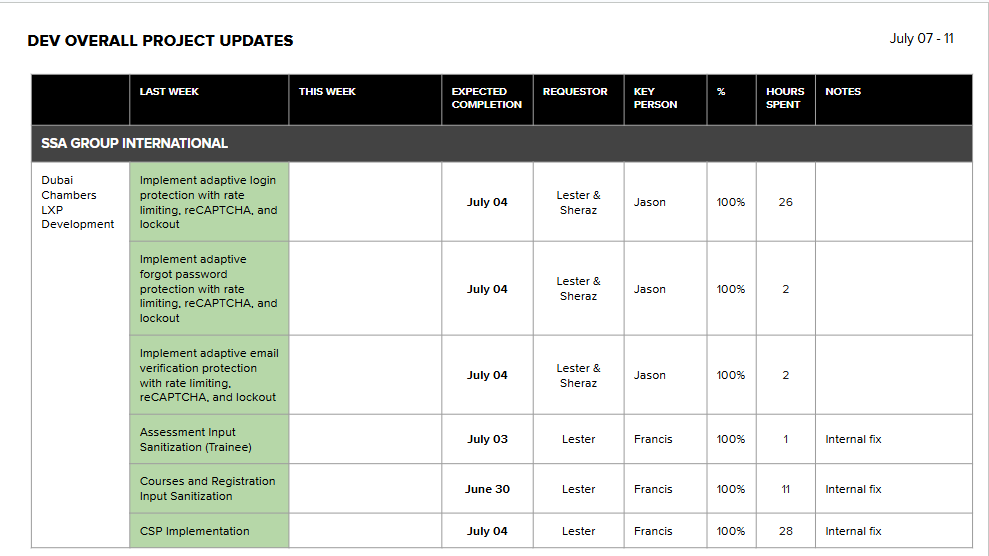 DEV OVERALL PROJECT UPDATES
July 07 - 11
LAST WEEK
THIS WEEK
EXPECTED
COMPLETION
REQUESTOR
KEY
PERSON
%
HOURS
SPENT
NOTES
SSA GROUP INTERNATIONAL
Dubai
Chambers
LXP
Development
Implement adaptive login
protection with rate
limiting, reCAPTCHA, and
lockout
July 04
Lester &
Sheraz
Jason
100%
26
Implement adaptive
forgot password
protection with rate
limiting, reCAPTCHA, and
lockout
July 04
Lester &
Sheraz
Jason
100%
2
Implement adaptive email
verification protection
with rate limiting,
reCAPTCHA, and lockout
July 04
Lester &
Sheraz
Jason
100%
2
Assessment Input
Sanitization (Trainee)
July 03
Lester
Francis
100%
1
Internal fix
Courses and Registration
Input Sanitization
June 30
Lester
Francis
100%
11
Internal fix
CSP Implementation
July 04
Lester
Francis
100%
28
Internal fix